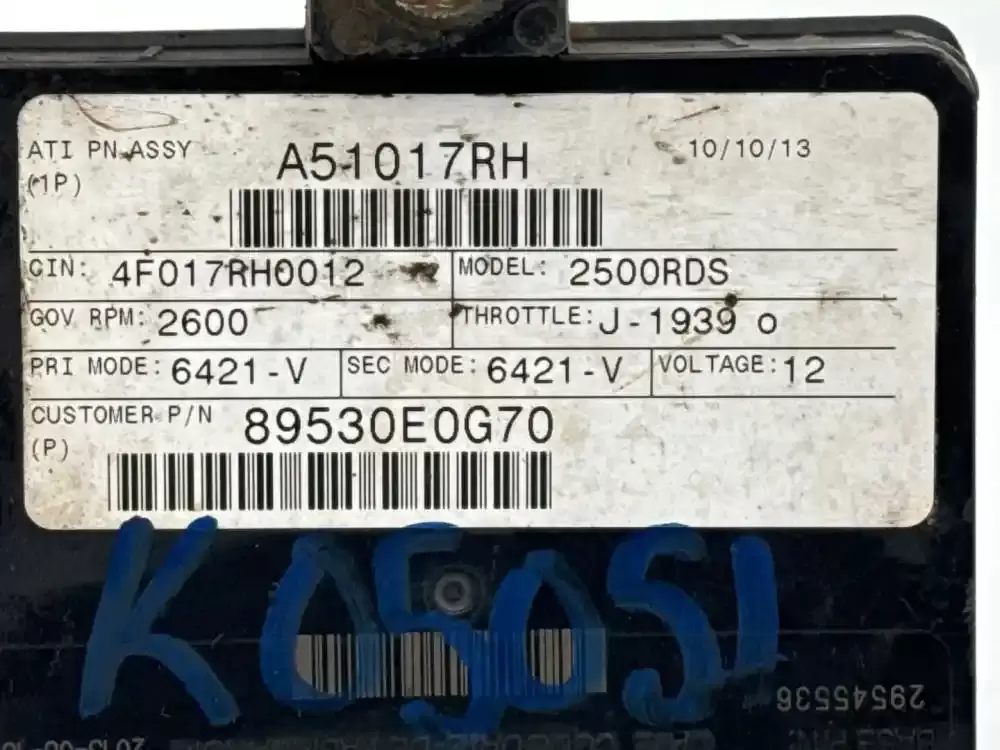 ATI PN ASSY A51017RH 10/10/13
(1P)
CIN: 4F017RH0012 MODEL: 2500RDS
GOV RPM: 2600 THROTTLE: J-1939 o
PRI MODE: 6421-V SEC MODE: 6421-V VOLTAGE: 12
CUSTOMER P/N 89530E0G70
(P)
K05051
29545536